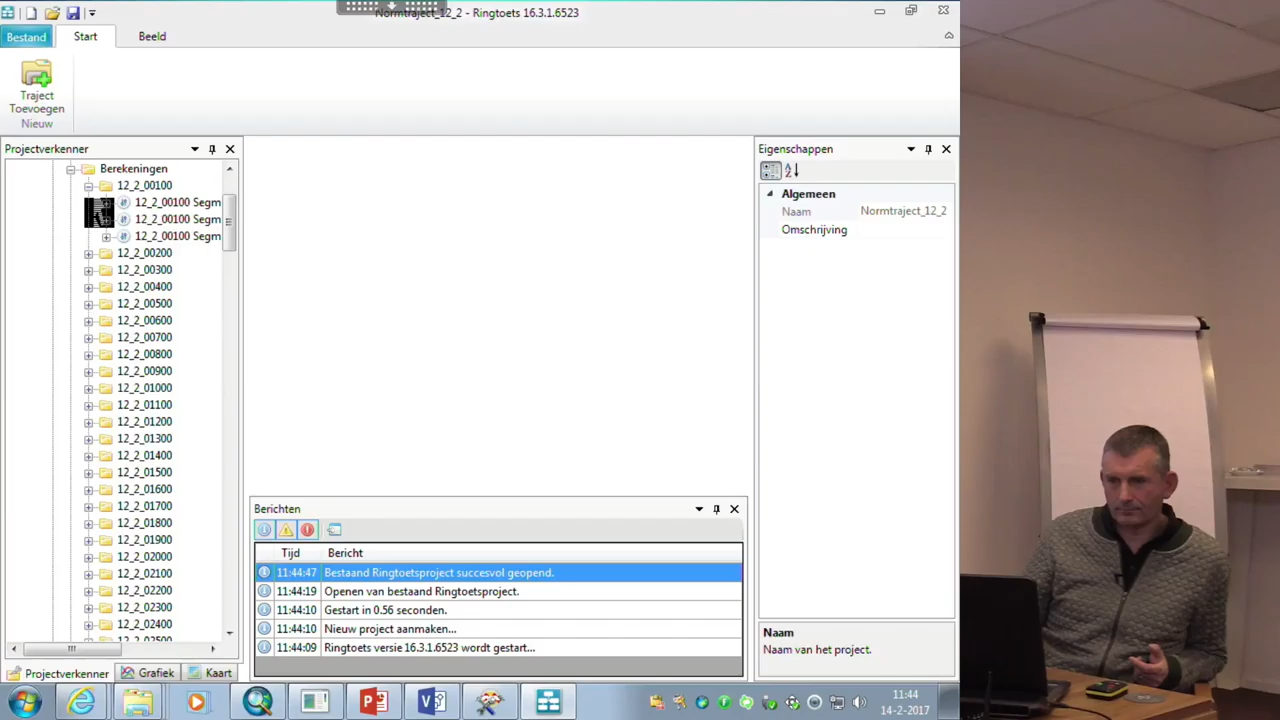 Normtraject_12_2 - Ringtoets 16.3.1.6523
Bestand Start Beeld
Traject
Toevoegen
Nieuw
Projectverkenner
Berekeningen
12_2_00100
12_2_00100 Segm
12_2_00100 Segm
12_2_00100 Segm
12_2_00200
12_2_00300
12_2_00400
12_2_00500
12_2_00600
12_2_00700
12_2_00800
12_2_00900
12_2_01000
12_2_01100
12_2_01200
12_2_01300
12_2_01400
12_2_01500
12_2_01600
12_2_01700
12_2_01800
12_2_01900
12_2_02000
12_2_02100
12_2_02200
12_2_02300
12_2_02400
12_2_02500
Projectverkenner Grafiek Kaart
Berichten
Tijd Bericht
11:44:47 Bestaand Ringtoetsproject succesvol geopend.
11:44:19 Openen van bestaand Ringtoetsproject.
11:44:10 Gestart in 0.56 seconden.
11:44:10 Nieuw project aanmaken...
11:44:09 Ringtoets versie 16.3.1.6523 wordt gestart...
Eigenschappen
Algemeen
Naam Normtraject_12_2
Omschrijving
Naam
Naam van het project.
11:44
14-2-2017